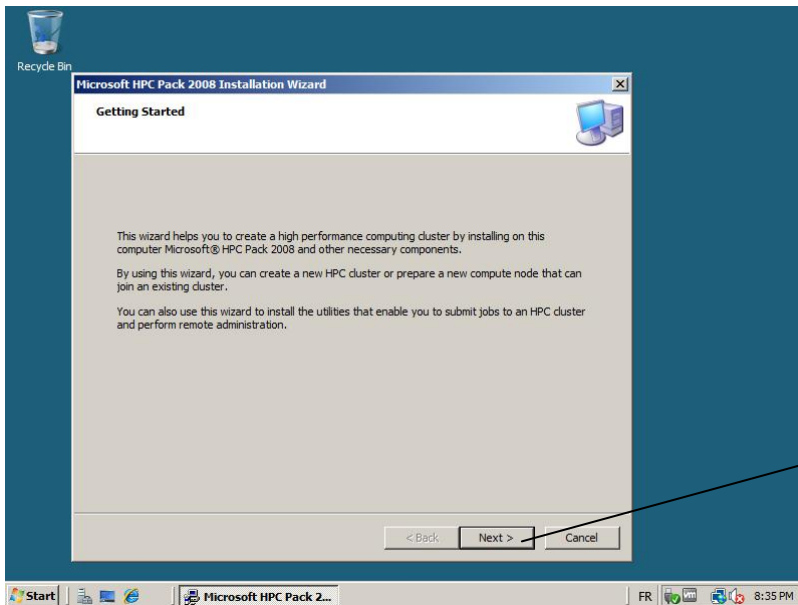 Recycle Bin
Microsoft HPC Pack 2008 Installation Wizard
Getting Started
This wizard helps you to create a high performance computing cluster by installing on this
computer Microsoft® HPC Pack 2008 and other necessary components.
By using this wizard, you can create a new HPC cluster or prepare a new compute node that can
join an existing cluster.
You can also use this wizard to install the utilities that enable you to submit jobs to an HPC cluster
and perform remote administration.
< Back Next > Cancel
Start Microsoft HPC Pack 2... FR vm 8:35 PM